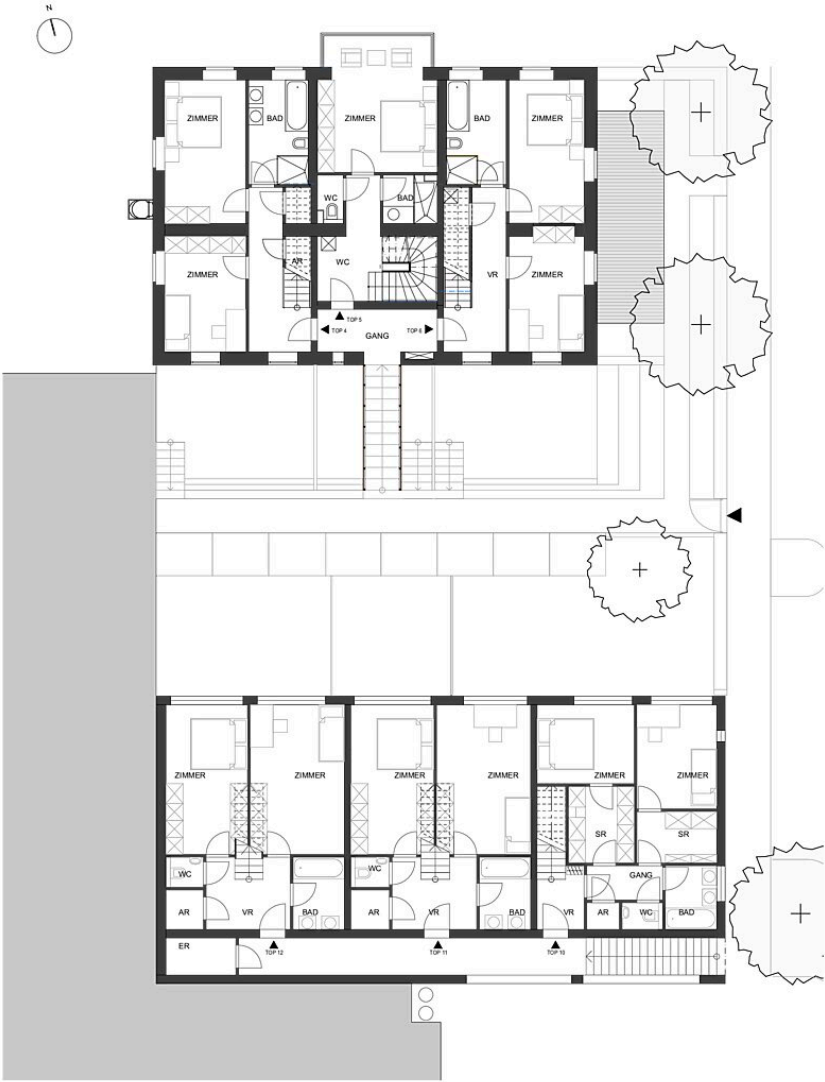 N
ZIMMER BAD ZIMMER BAD ZIMMER
WC BAD
ZIMMER AR WC VR ZIMMER
TOP 5
TOP 4 GANG TOP 6
ZIMMER ZIMMER ZIMMER ZIMMER ZIMMER ZIMMER
SR SR
WC WC GANG
AR VR BAD AR VR BAD VR AR WC BAD
ER
TOP 12 TOP 11 TOP 10